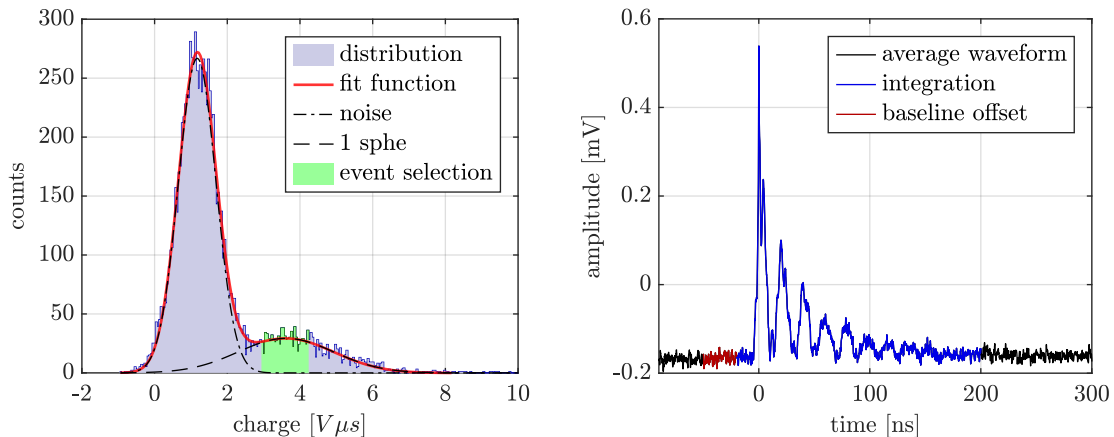 300
250
200
150
100
50
0
counts
-2
0
2
4
6
8
10
charge [V μs]
distribution
fit function
noise
1 sphe
event selection
0.6
0.4
0.2
0
-0.2
amplitude [mV]
0
100
200
300
time [ns]
average waveform
integration
baseline offset